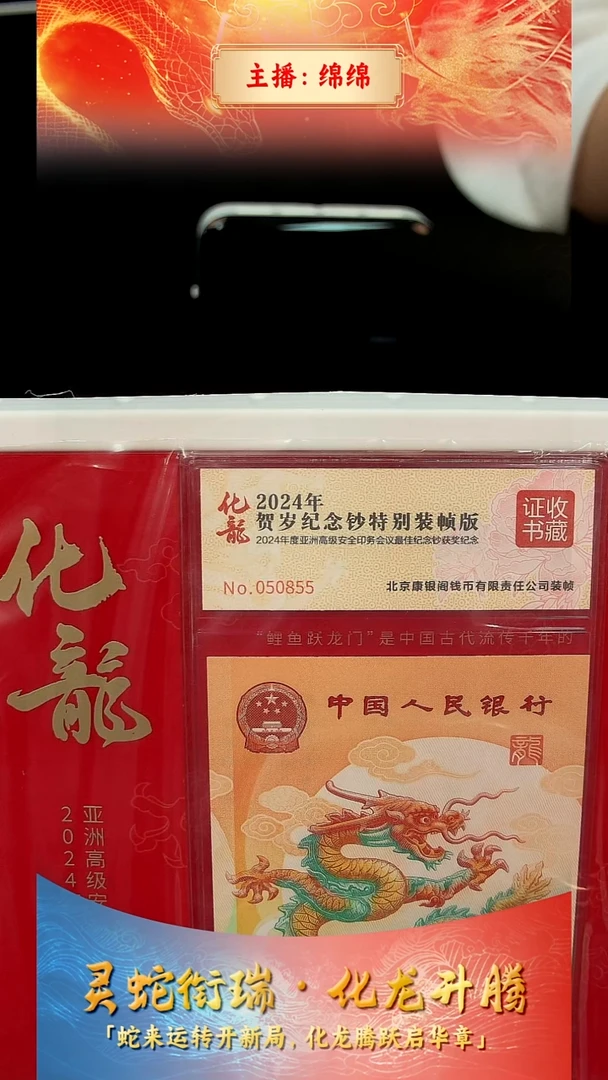 主播：绵绵
化龍
2024年
贺岁纪念钞特别装帧版
2024年度亚洲高级安全印务会议最佳纪念钞获奖纪念
证书
收藏
No.050855
北京康银阁钱币有限责任公司装帧
“鲤鱼跃龙门”是中国古代流传千年的
中国人民银行
龍
化
龍
亚洲高级安
2024
灵蛇衔瑞·化龙升腾
「蛇来运转开新局，化龙腾跃启华章」